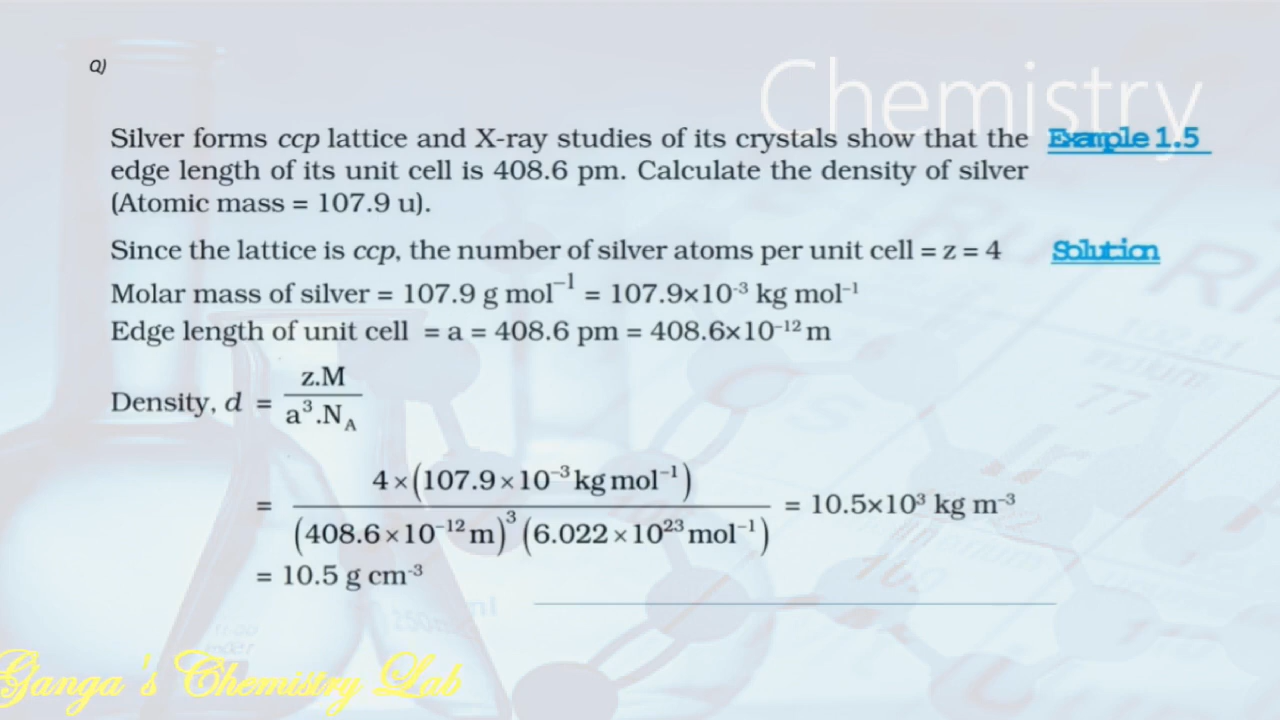 Chemistry
Q)
Silver forms ccp lattice and X-ray studies of its crystals show that the
Example 1.5
edge length of its unit cell is 408.6 pm. Calculate the density of silver
(Atomic mass = 107.9 u).
Since the lattice is ccp, the number of silver atoms per unit cell = z = 4
Solution
Molar mass of silver = 107.9 g mol⁻¹ = 107.9×10⁻³ kg mol⁻¹
Edge length of unit cell = a = 408.6 pm = 408.6×10⁻¹² m
Density, d = z.M / a³.N_A
= 4×(107.9×10⁻³ kg mol⁻¹) / (408.6×10⁻¹² m)³ (6.022×10²³ mol⁻¹) = 10.5×10³ kg m⁻³
= 10.5 g cm⁻³
77
250ml
Ganga's Chemistry Lab